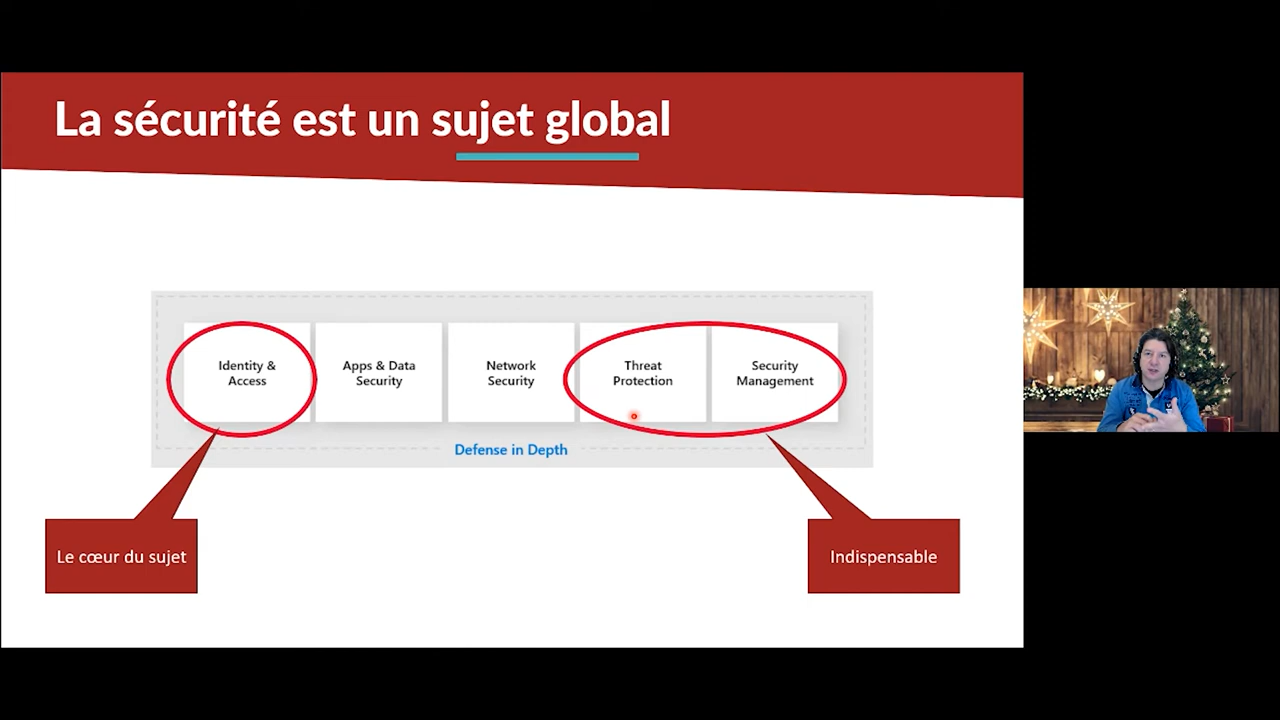 La sécurité est un sujet global
Identity &
Access
Apps & Data
Security
Network
Security
Threat
Protection
Security
Management
Defense in Depth
Le cœur du sujet
Indispensable